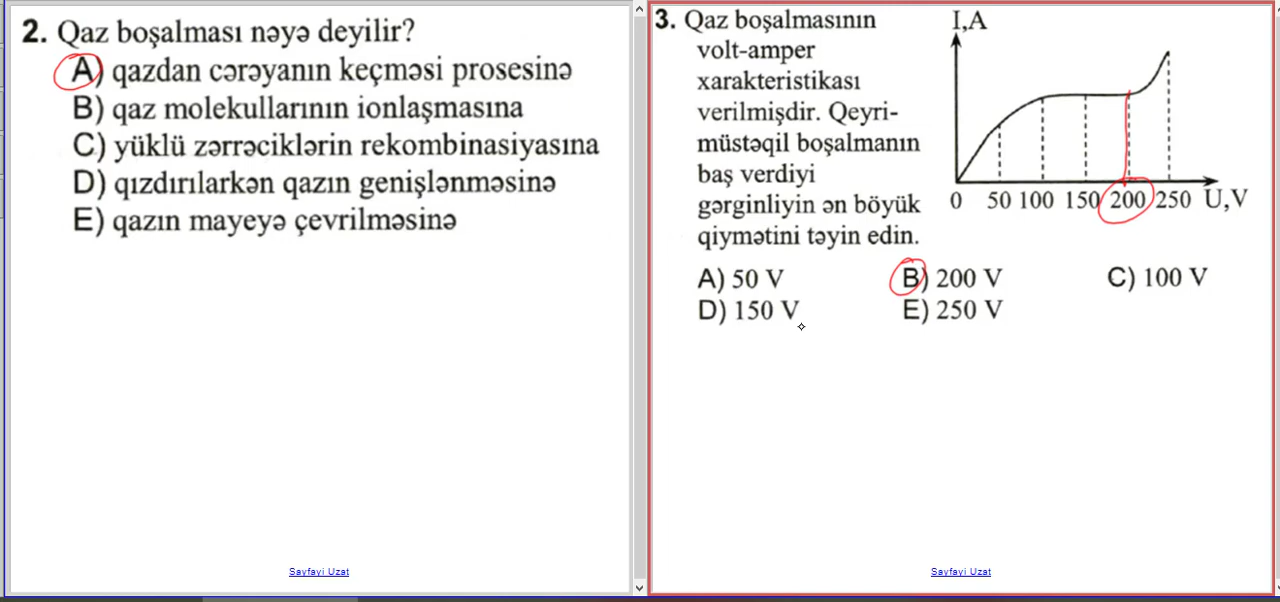 2. Qaz boşalması nəyə deyilir?
A) qazdan cərəyanın keçməsi prosesinə
B) qaz molekullarının ionlaşmasına
C) yüklü zərrəciklərin rekombinasiyasına
D) qızdırılarkən qazın genişlənməsinə
E) qazın mayeyə çevrilməsinə
Sayfayi Uzat
3. Qaz boşalmasının
volt-amper
xarakteristikası
verilmişdir. Qeyri-
müstəqil boşalmanın
baş verdiyi
gərginliyin ən böyük
qiymətini təyin edin.
I,A
0 50 100 150 200 250 U,V
A) 50 V B) 200 V C) 100 V
D) 150 V E) 250 V
Sayfayi Uzat